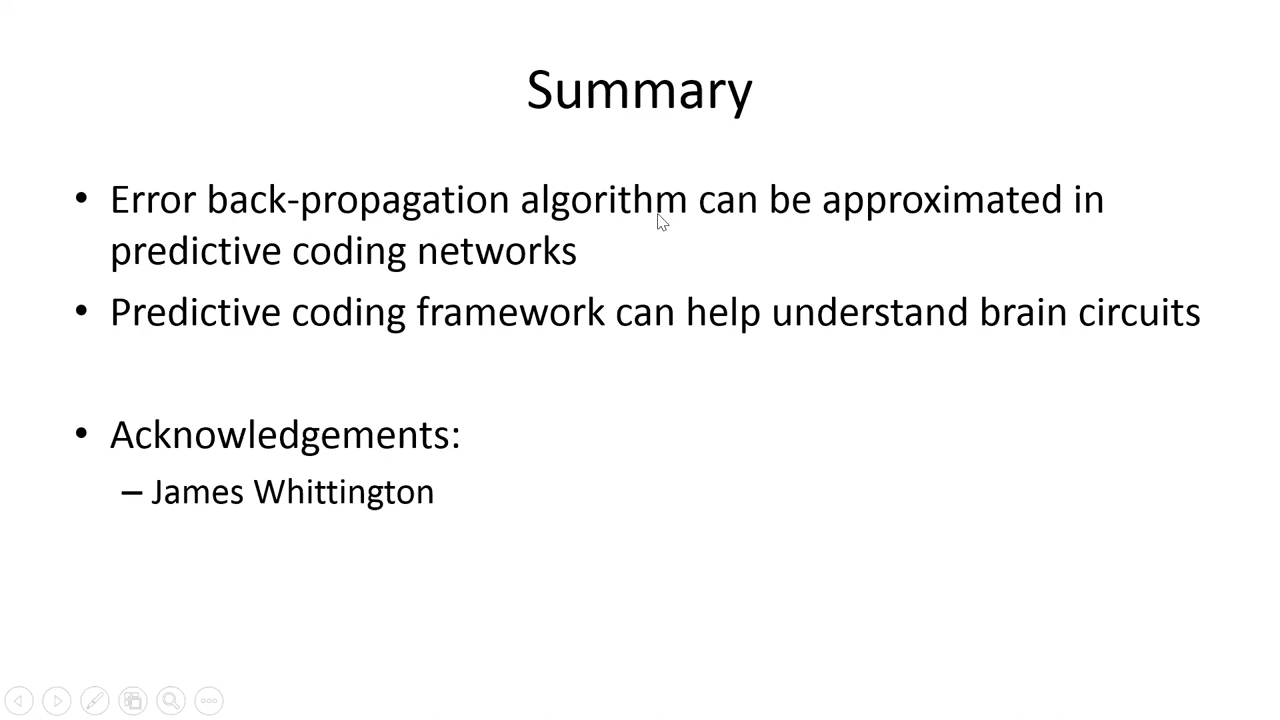 Summary
• Error back-propagation algorithm can be approximated in
predictive coding networks
• Predictive coding framework can help understand brain circuits
• Acknowledgements:
– James Whittington